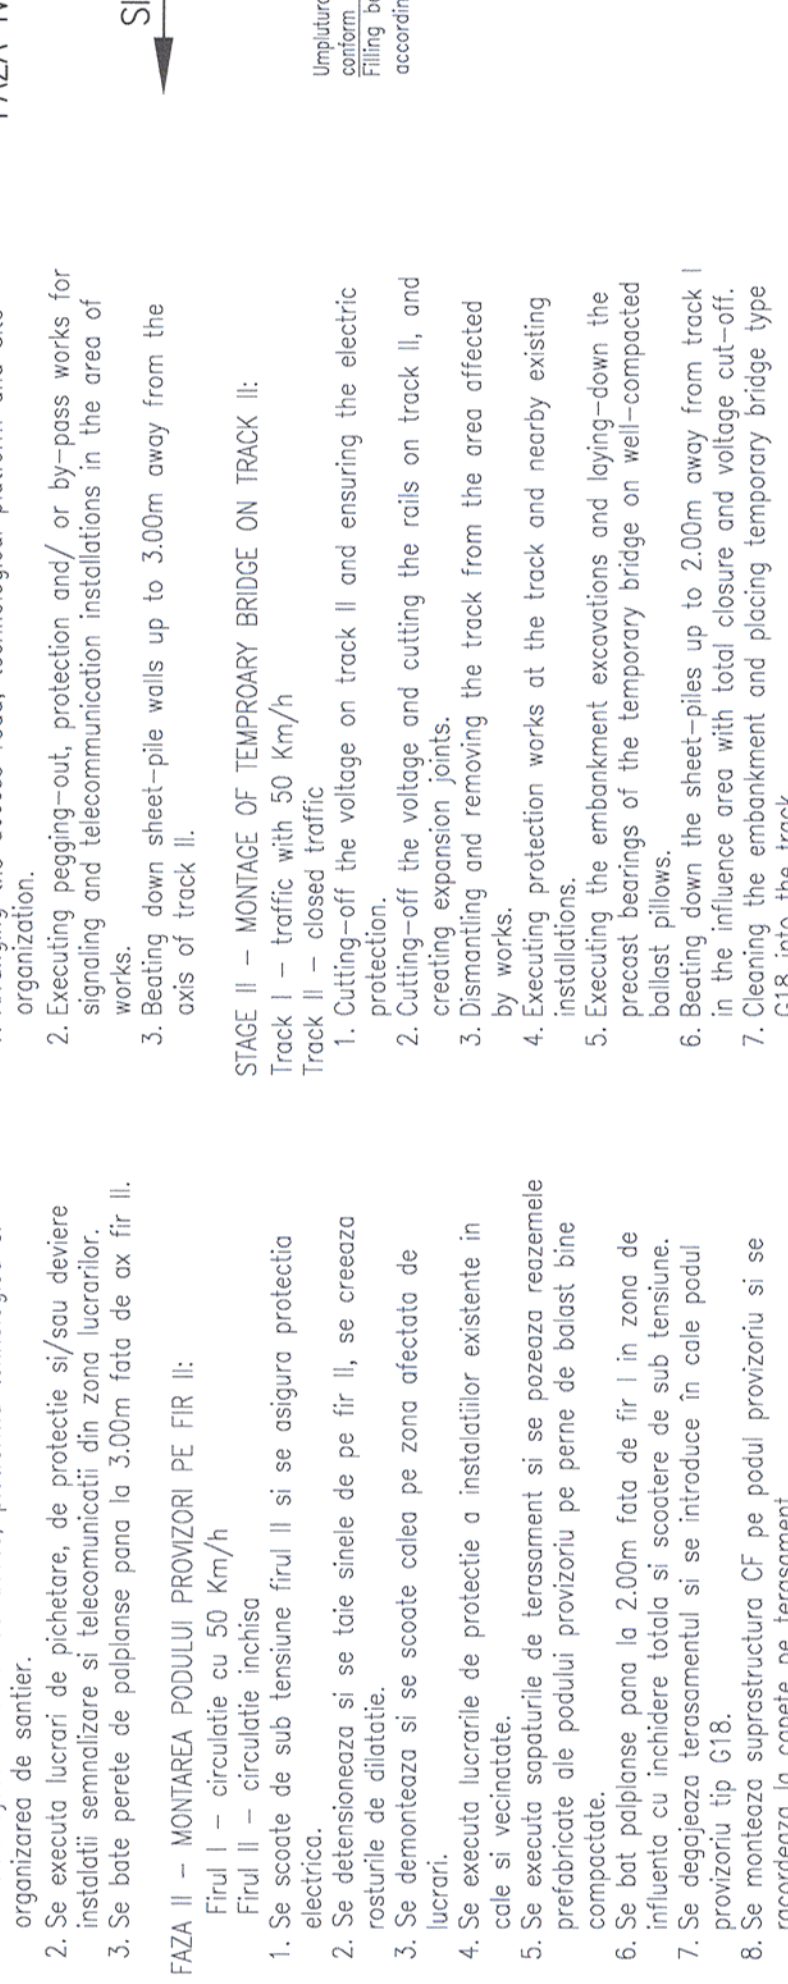 organizarea de santier.
2. Se executa lucrari de pichetare, de protectie si/sau deviere
instalatii semnalizare si telecomunicatii din zona lucrarilor.
3. Se bate perete de palplanse pana la 3.00m fata de ax fir II.
FAZA II – MONTAREA PODULUI PROVIZORI PE FIR II:
Firul I – circulatie cu 50 Km/h
Firul II – circulatie inchisa
1. Se scoate de sub tensiune firul II si se asigura protectia
electrica.
2. Se detensioneaza si se taie sinele de pe fir II, se creeaza
rosturile de dilatatie.
3. Se demonteaza si se scoate calea pe zona afectata de
lucrari.
4. Se executa lucrarile de protectie a instalatiilor existente in
cale si vecinatate.
5. Se executa sapaturile de terasament si se pozeaza reazemele
prefabricate ale podului provizoriu pe perne de balast bine
compactate.
6. Se bat palplanse pana la 2.00m fata de fir I in zona de
influenta cu inchidere totala si scoatere de sub tensiune.
7. Se degajeaza terasamentul si se introduce în cale podul
provizoriu tip G18.
8. Se monteaza suprastructura CF pe podul provizoriu si se
racordeaza la capete pe terasament
organization.
2. Executing pegging–out, protection and/ or by–pass works for
signaling and telecommunication installations in the area of
works.
3. Beating down sheet–pile walls up to 3.00m away from the
axis of track II.
STAGE II – MONTAGE OF TEMPROARY BRIDGE ON TRACK II:
Track I – traffic with 50 Km/h
Track II – closed traffic
1. Cutting–off the voltage on track II and ensuring the electric
protection.
2. Cutting–off the voltage and cutting the rails on track II, and
creating expansion joints.
3. Dismantling and removing the track from the area affected
by works.
4. Executing protection works at the track and nearby existing
installations.
5. Executing the embankment excavations and laying–down the
precast bearings of the temporary bridge on well–compacted
ballast pillows.
6. Beating down the sheet–piles up to 2.00m away from track I
in the influence area with total closure and voltage cut–off.
7. Cleaning the embankment and placing temporary bridge type
G18 into the track
SI
conform
Filling
according